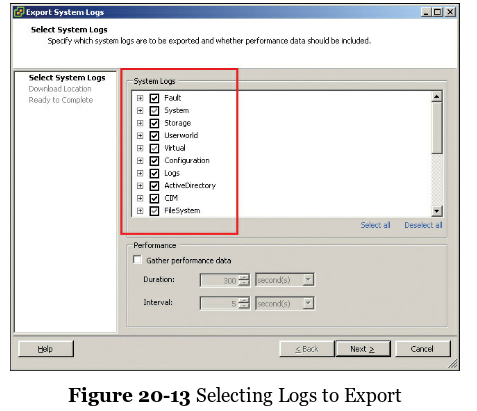 Export System Logs
Select System Logs
Specify which system logs are to be exported and whether performance data should be included.
Select System Logs
Download Location
Ready to Complete
System Logs
Fault
System
Storage
Userworld
Virtual
Configuration
Logs
ActiveDirectory
CIM
FileSystem
Select all Deselect all
Performance
Gather performance data
Duration: 300 second(s)
Interval: 5 second(s)
Help < Back Next > Cancel
Figure 20-13 Selecting Logs to Export